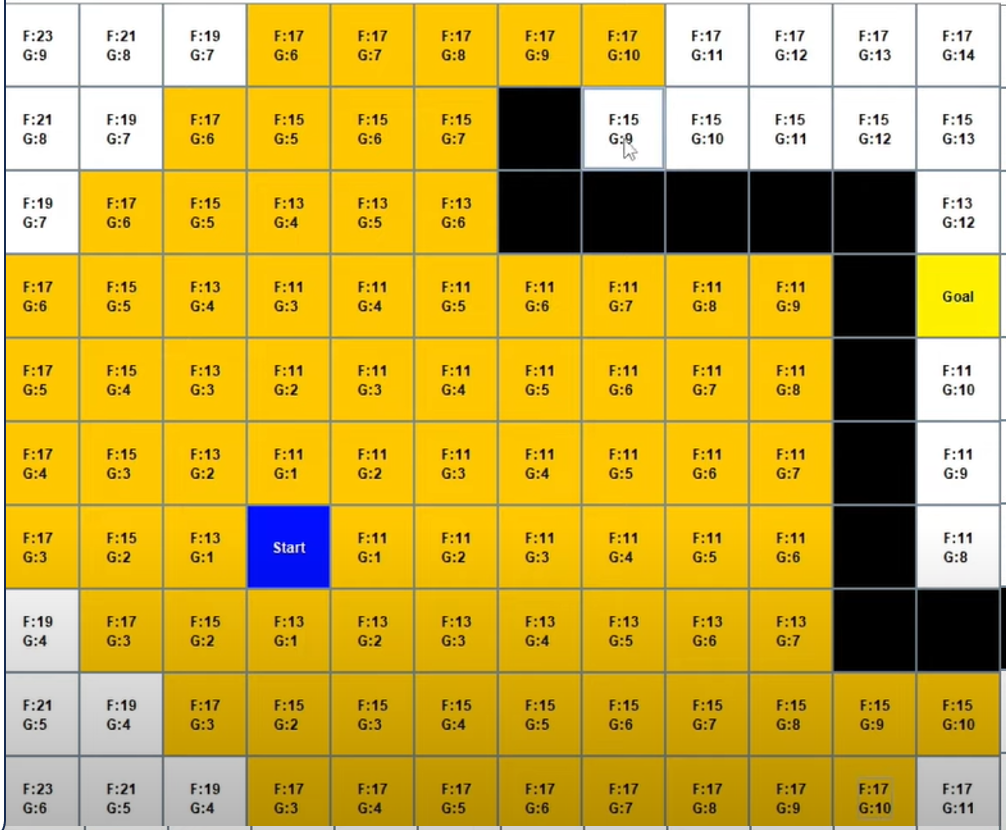 F:23 F:21 F:19 F:17 F:17 F:17 F:17 F:17 F:17 F:17 F:17 F:17
G:9 G:8 G:7 G:6 G:7 G:8 G:9 G:10 G:11 G:12 G:13 G:14
F:21 F:19 F:17 F:15 F:15 F:15 F:15 F:15 F:15 F:15 F:15
G:8 G:7 G:6 G:5 G:6 G:7 G:9 G:10 G:11 G:12 G:13
F:19 F:17 F:15 F:13 F:13 F:13 F:13
G:7 G:6 G:5 G:4 G:5 G:6 G:12
F:17 F:15 F:13 F:11 F:11 F:11 F:11 F:11 F:11 F:11 Goal
G:6 G:5 G:4 G:3 G:4 G:5 G:6 G:7 G:8 G:9
F:17 F:15 F:13 F:11 F:11 F:11 F:11 F:11 F:11 F:11 F:11
G:5 G:4 G:3 G:2 G:3 G:4 G:5 G:6 G:7 G:8 G:10
F:17 F:15 F:13 F:11 F:11 F:11 F:11 F:11 F:11 F:11 F:11
G:4 G:3 G:2 G:1 G:2 G:3 G:4 G:5 G:6 G:7 G:9
F:17 F:15 F:13 Start F:11 F:11 F:11 F:11 F:11 F:11 F:11
G:3 G:2 G:1 G:1 G:2 G:3 G:4 G:5 G:6 G:8
F:19 F:17 F:15 F:13 F:13 F:13 F:13 F:13 F:13 F:13
G:4 G:3 G:2 G:1 G:2 G:3 G:4 G:5 G:6 G:7
F:21 F:19 F:17 F:15 F:15 F:15 F:15 F:15 F:15 F:15 F:15 F:15
G:5 G:4 G:3 G:2 G:3 G:4 G:5 G:6 G:7 G:8 G:9 G:10
F:23 F:21 F:19 F:17 F:17 F:17 F:17 F:17 F:17 F:17 F:17 F:17
G:6 G:5 G:4 G:3 G:4 G:5 G:6 G:7 G:8 G:9 G:10 G:11